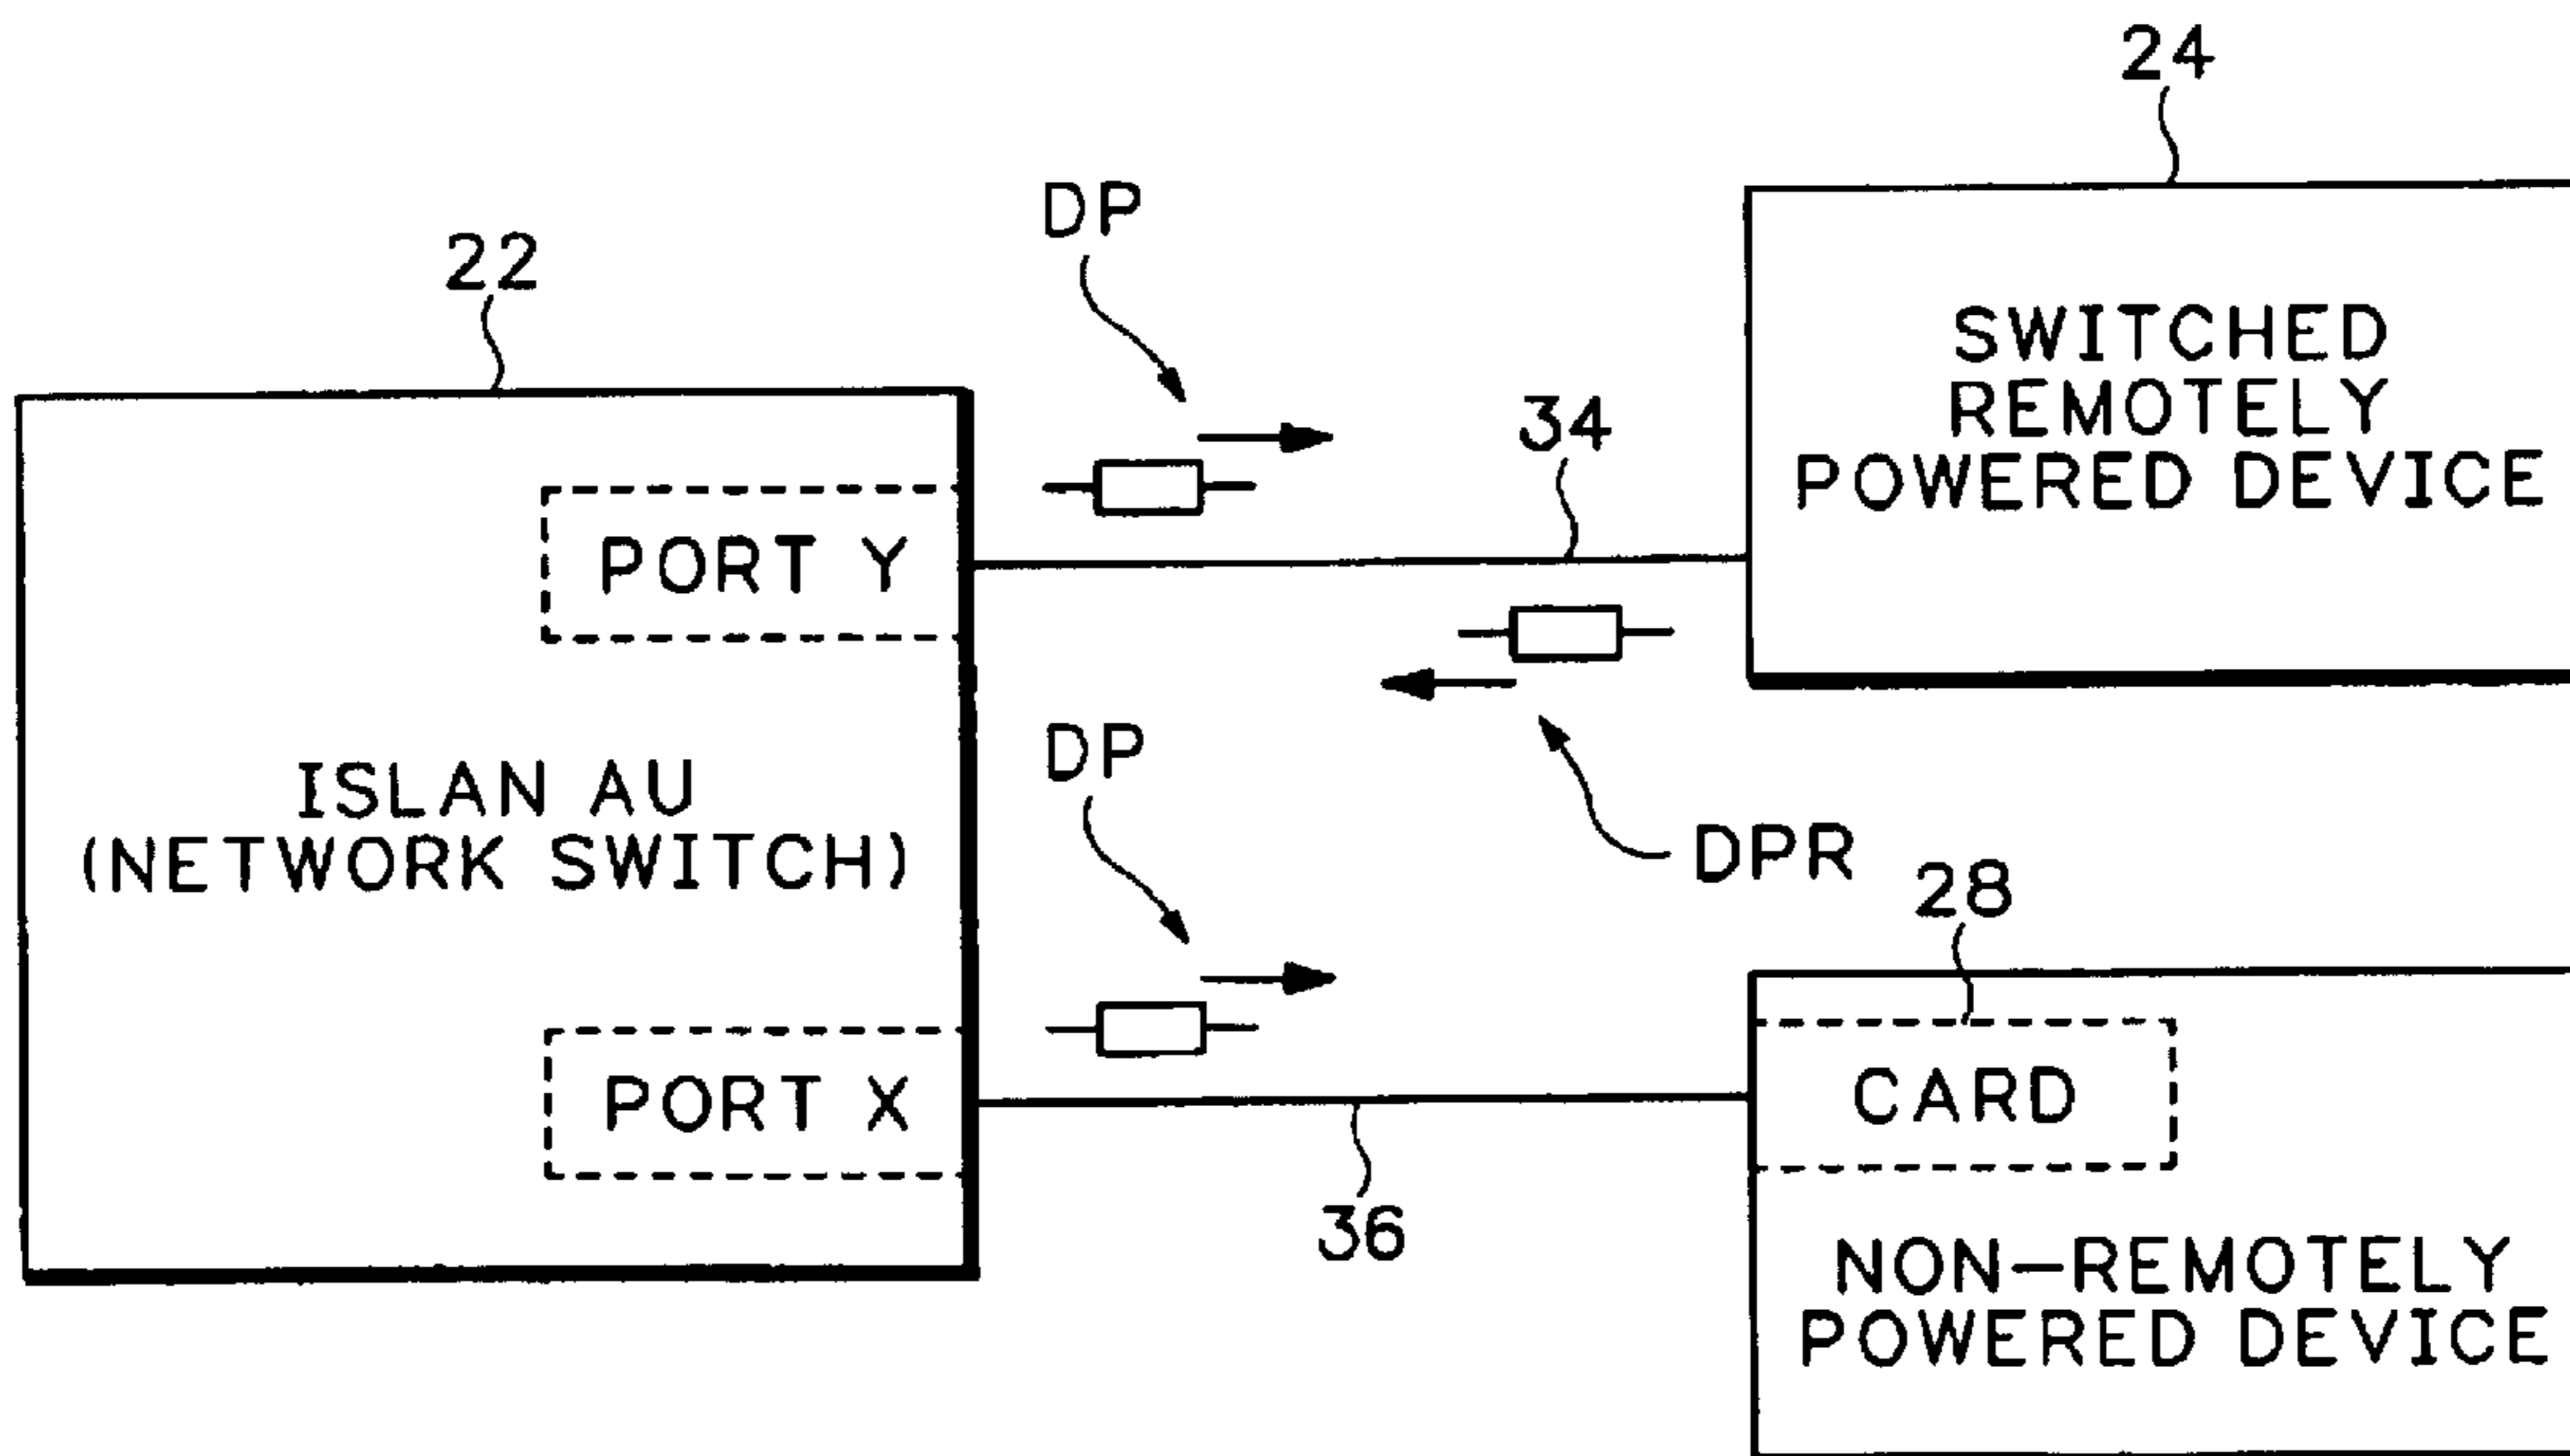 24
DP
22
SWITCHED
REMOTELY
POWERED DEVICE
34
PORT Y
DP
ISLAN AU
(NETWORK SWITCH)
DPR
28
PORT X
CARD
36
NON-REMOTELY
POWERED DEVICE